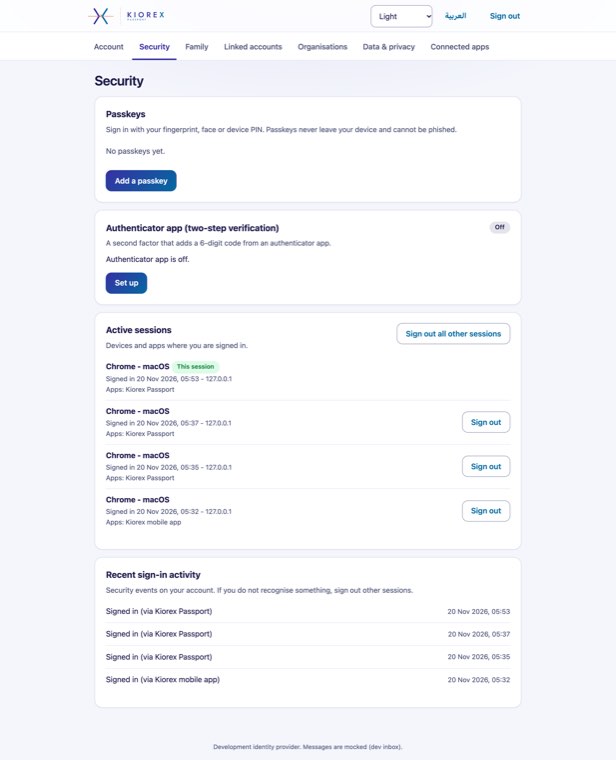 KIOREX
Light
العربية
Sign out
Account
Security
Family
Linked accounts
Organisations
Data & privacy
Connected apps
Security
Passkeys
Sign in with your fingerprint, face or device PIN. Passkeys never leave your device and cannot be phished.
No passkeys yet.
Add a passkey
Authenticator app (two-step verification)
Off
A second factor that adds a 6-digit code from an authenticator app.
Authenticator app is off.
Set up
Active sessions
Sign out all other sessions
Devices and apps where you are signed in.
Chrome - macOS This session
Signed in 20 Nov 2026, 05:53 - 127.0.0.1
Apps: Kiorex Passport
Chrome - macOS
Signed in 20 Nov 2026, 05:37 - 127.0.0.1
Apps: Kiorex Passport
Sign out
Chrome - macOS
Signed in 20 Nov 2026, 05:35 - 127.0.0.1
Apps: Kiorex Passport
Sign out
Chrome - macOS
Signed in 20 Nov 2026, 05:32 - 127.0.0.1
Apps: Kiorex mobile app
Sign out
Recent sign-in activity
Security events on your account. If you do not recognise something, sign out other sessions.
Signed in (via Kiorex Passport) 20 Nov 2026, 05:53
Signed in (via Kiorex Passport) 20 Nov 2026, 05:37
Signed in (via Kiorex Passport) 20 Nov 2026, 05:35
Signed in (via Kiorex mobile app) 20 Nov 2026, 05:32
Development identity provider. Messages are mocked (dev inbox).